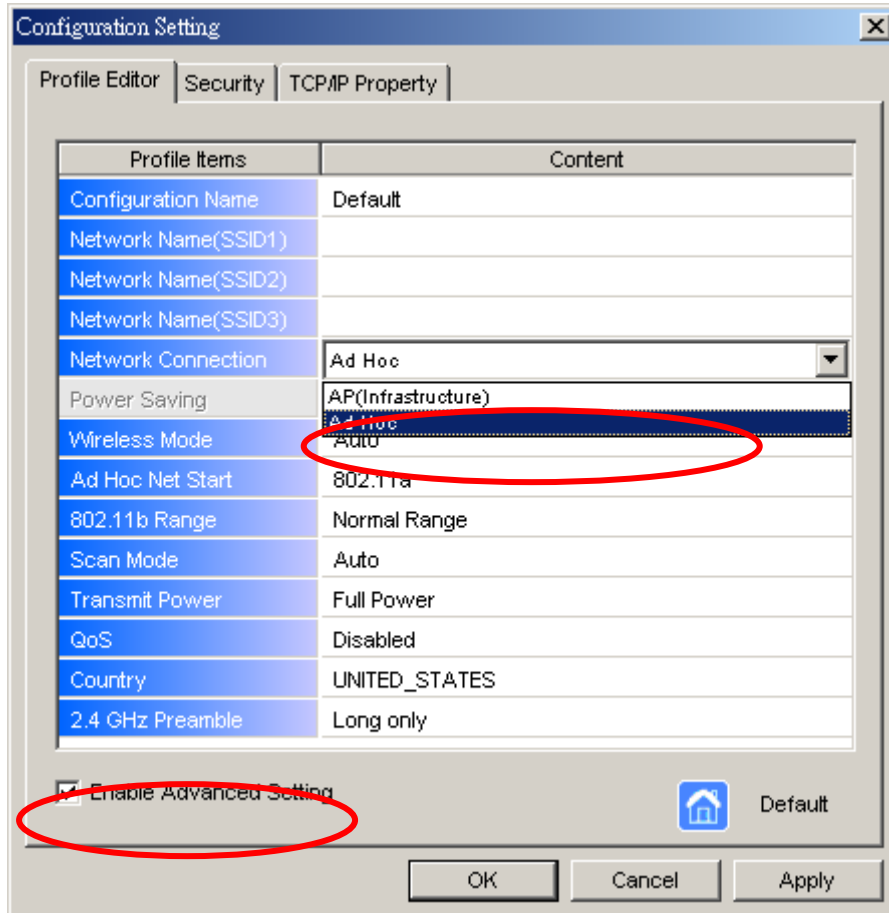 Configuration Setting
Profile Editor Security TCP/IP Property
Profile Items Content
Configuration Name Default
Network Name(SSID1)
Network Name(SSID2)
Network Name(SSID3)
Network Connection Ad Hoc
AP(Infrastructure)
Power Saving
Ad Hoc
Wireless Mode Auto
Ad Hoc Net Start 802.11a
802.11b Range Normal Range
Scan Mode Auto
Transmit Power Full Power
QoS Disabled
Country UNITED_STATES
2.4 GHz Preamble Long only
Enable Advanced Setting
Default
OK Cancel Apply